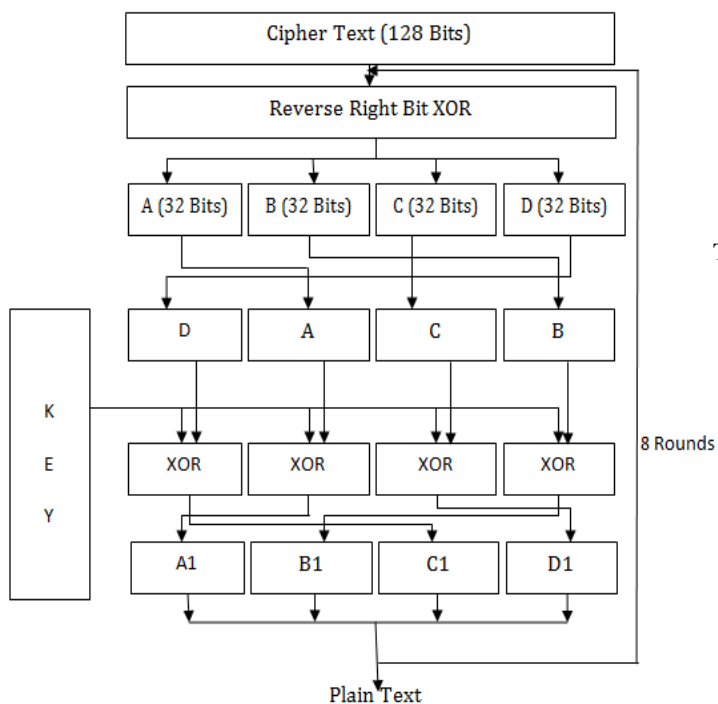 Cipher Text (128 Bits)
Reverse Right Bit XOR
A (32 Bits)
B (32 Bits)
C (32 Bits)
D (32 Bits)
T
D
A
C
B
K
E
Y
XOR
XOR
XOR
XOR
8 Rounds
A1
B1
C1
D1
Plain Text